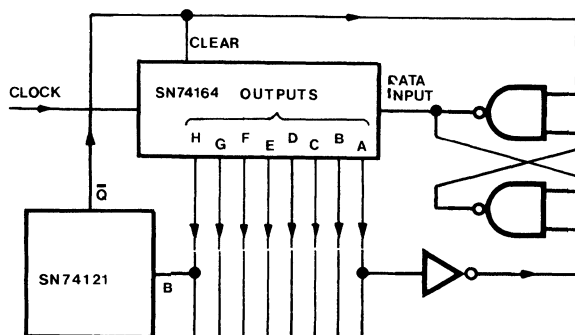 CLEAR
CLOCK
SN74164 OUTPUTS
DATA
INPUT
H G F E D C B A
Q̅
SN74121
B